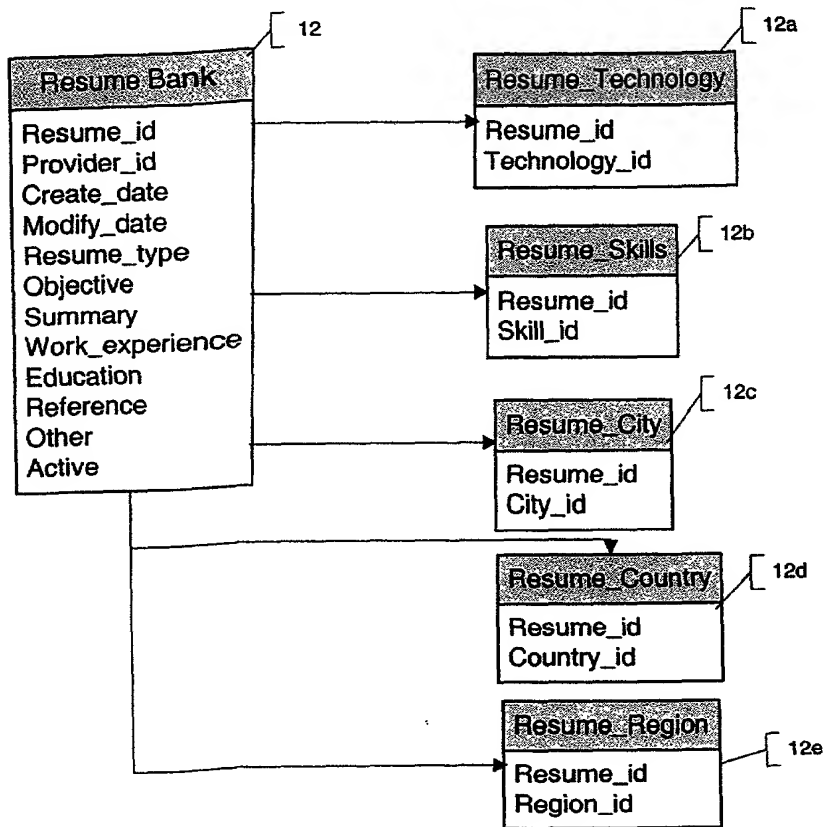 12
Resume Bank
Resume_id
Provider_id
Create_date
Modify_date
Resume_type
Objective
Summary
Work_experience
Education
Reference
Other
Active
12a
Resume_Technology
Resume_id
Technology_id
12b
Resume_Skills
Resume_id
Skill_id
12c
Resume_City
Resume_id
City_id
12d
Resume_Country
Resume_id
Country_id
12e
Resume_Region
Resume_id
Region_id